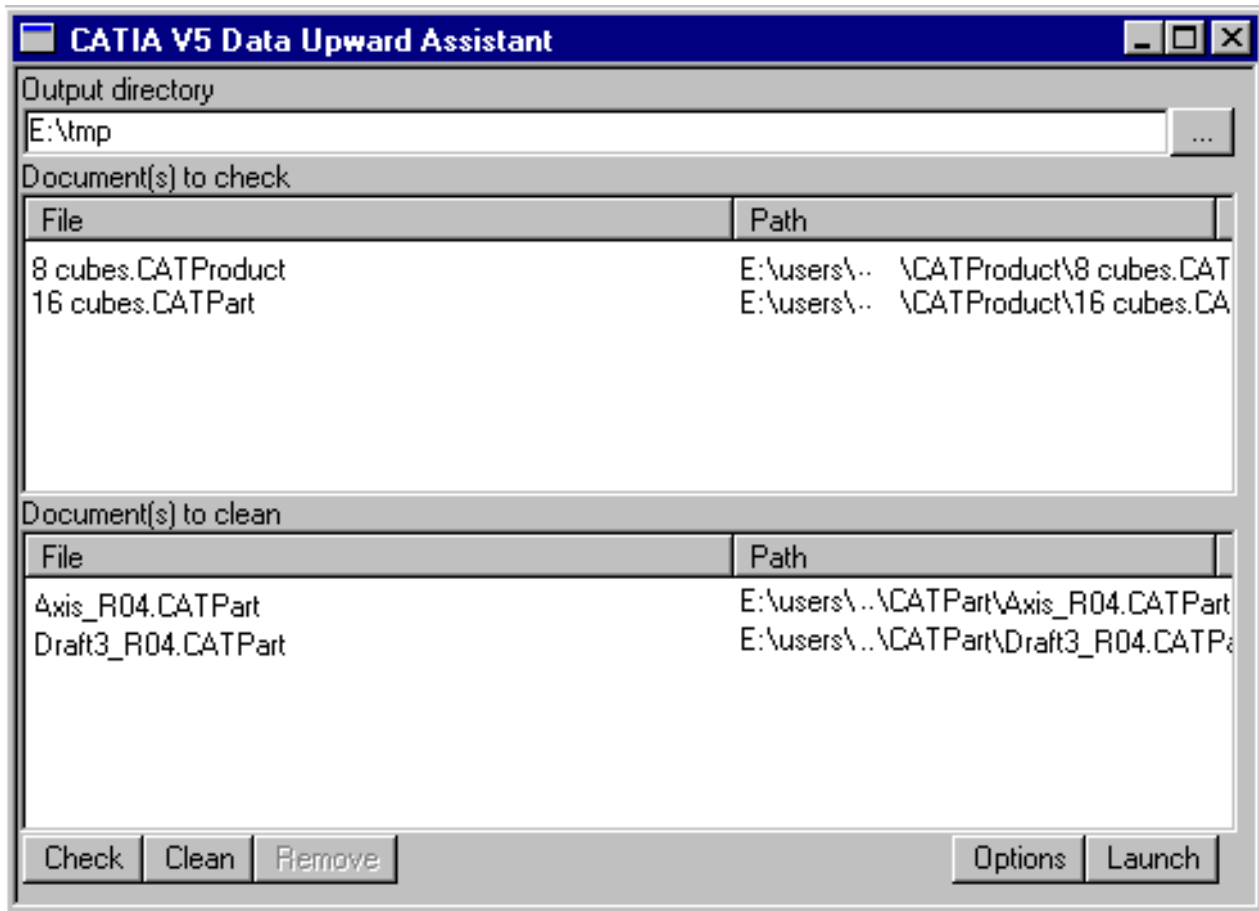 CATIA V5 Data Upward Assistant
Output directory
E:\tmp
...
Document(s) to check
File Path
8 cubes.CATProduct E:\users\.. \CATProduct\8 cubes.CAT
16 cubes.CATPart E:\users\.. \CATProduct\16 cubes.CA
Document(s) to clean
File Path
Axis_R04.CATPart E:\users\..\CATPart\Axis_R04.CATPart
Draft3_R04.CATPart E:\users\..\CATPart\Draft3_R04.CATPa
Check Clean Remove Options Launch